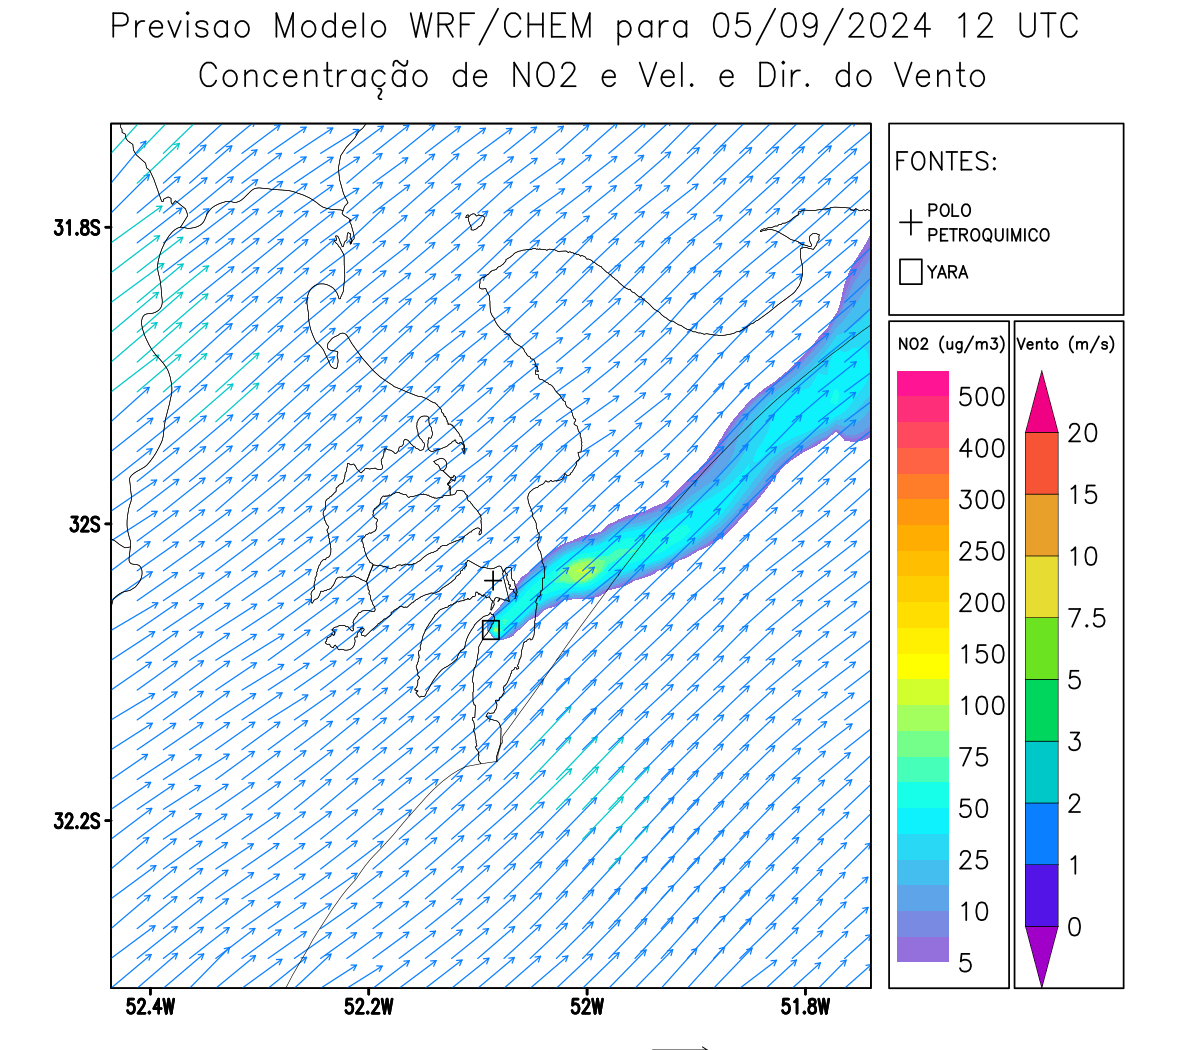 Previsao Modelo WRF/CHEM para 05/09/2024 12 UTC
Concentração de NO2 e Vel. e Dir. do Vento
FONTES:
POLO
PETROQUIMICO
YARA
NO2 (ug/m3)
500
400
300
250
200
150
100
75
50
25
10
5
Vento (m/s)
20
15
10
7.5
5
3
2
1
0
31.8S
32S
32.2S
52.4W 52.2W 52W 51.8W